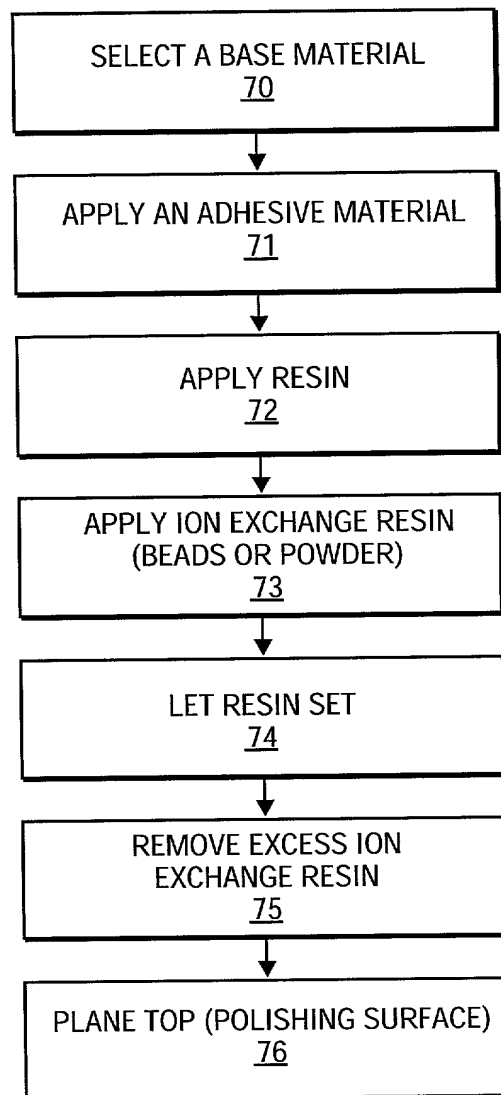 SELECT A BASE MATERIAL
70
APPLY AN ADHESIVE MATERIAL
71
APPLY RESIN
72
APPLY ION EXCHANGE RESIN
(BEADS OR POWDER)
73
LET RESIN SET
74
REMOVE EXCESS ION
EXCHANGE RESIN
75
PLANE TOP (POLISHING SURFACE)
76